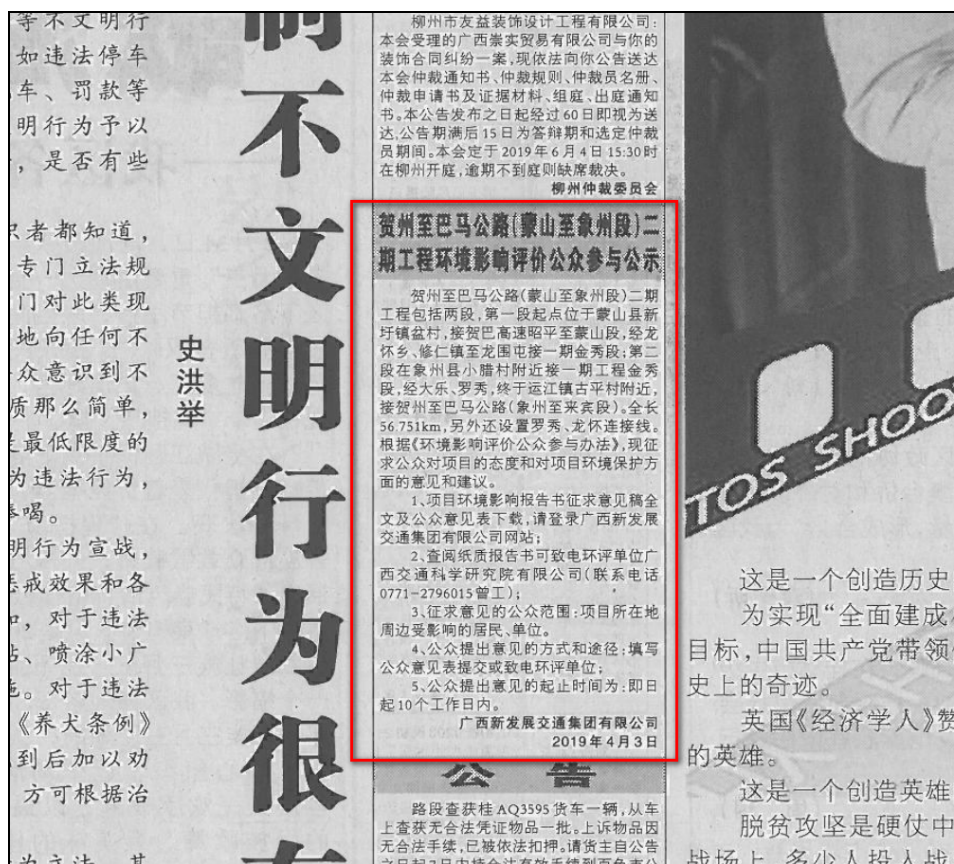 等不文明行
如违法停车
车、罚款等
明行为予以
，是否有些
者都知道，
专门立法规
门对此类现
地向任何不
众意识到不
质那么简单，
最低限度的
为违法行为，
喝。
明行为宣战，
戒效果和各
，对于违法
、喷涂小广
。对于违法
《养犬条例》
到后加以劝
方可根据治
为立法，其
史洪举
不文明行为很
柳州市友益装饰设计工程有限公司：
本会受理的广西崇实贸易有限公司与你的
装饰合同纠纷一案，现依法向你公告送达
本会仲裁通知书、仲裁规则、仲裁员名册、
仲裁申请书及证据材料、组庭、出庭通知
书。本公告发布之日起经过60日即视为送
达。公告期满后15日为答辩期和选定仲裁
员期间。本会定于2019年6月4日15:30时
在柳州开庭，逾期不到庭则缺席裁决。
柳州仲裁委员会
贺州至巴马公路（蒙山至象州段）二
期工程环境影响评价公众参与公示
贺州至巴马公路（蒙山至象州段）二期
工程包括两段，第一段起点位于蒙山县新
圩镇盆村，接贺巴高速昭平至蒙山段，经龙
怀乡、修仁镇至龙围屯接一期金秀段；第二
段在象州县小腊村附近接一期工程金秀
段，经大乐、罗秀，终于运江镇古平村附近，
接贺州至巴马公路（象州至来宾段）。全长
56.751km，另外还设置罗秀、龙怀连接线。
根据《环境影响评价公众参与办法》，现征
求公众对项目的态度和对项目环境保护方
面的意见和建议。
1、项目环境影响报告书征求意见稿全
文及公众意见表下载，请登录广西新发展
交通集团有限公司网站；
2、查阅纸质报告书可致电环评单位广
西交通科学研究院有限公司（联系电话
0771-2796015曾工）；
3、征求意见的公众范围：项目所在地
周边受影响的居民、单位。
4、公众提出意见的方式和途径：填写
公众意见表提交或致电环评单位；
5、公众提出意见的起止时间为：即日
起10个工作日内。
广西新发展交通集团有限公司
2019年4月3日
公 告
路段查获桂AQ3595货车一辆，从车
上查获无合法凭证物品一批。上诉物品因
无合法手续，已被依法扣押。请货主自公告
TOS SHOO
这是一个创造历史
为实现“全面建成
目标，中国共产党带领
史上的奇迹。
英国《经济学人》赞
的英雄。
这是一个创造英雄
脱贫攻坚是硬仗中
战场上，多少人投入战